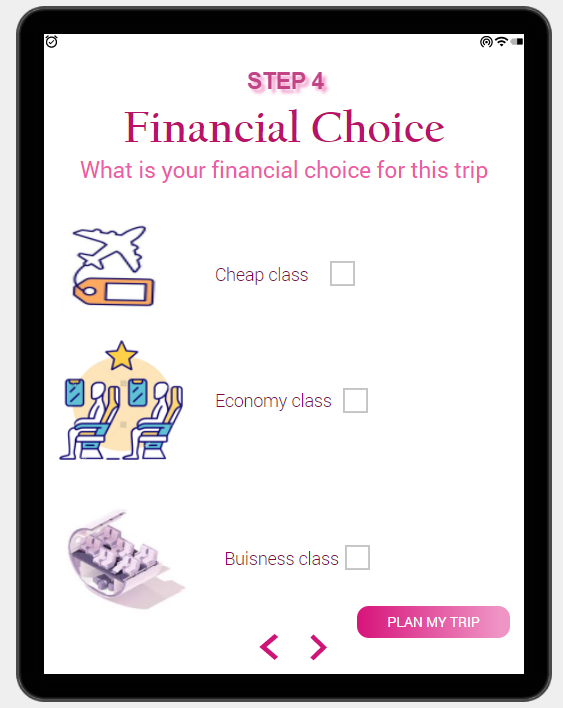 STEP 4
Financial Choice
What is your financial choice for this trip
Cheap class
Economy class
Buisness class
PLAN MY TRIP